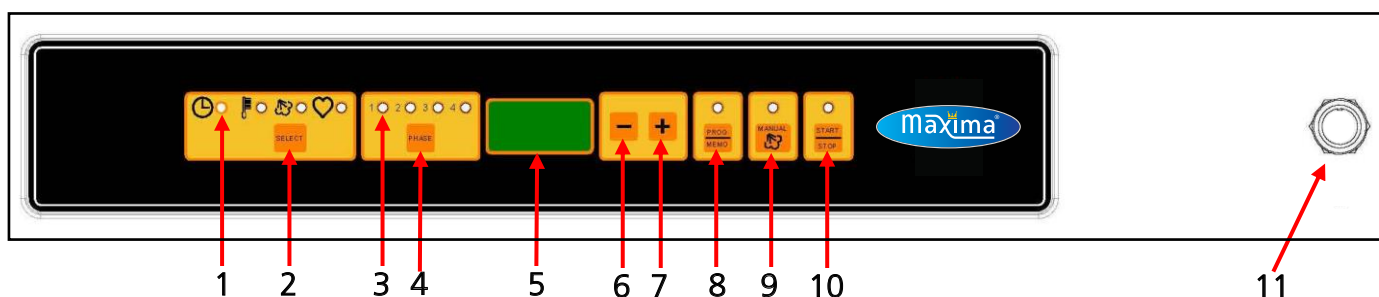 1 2 3 4
SELECT
PHASE
− +
PROG
MEMO
MANUAL
START
STOP
maxima®
1 2 3 4 5 6 7 8 9 10 11